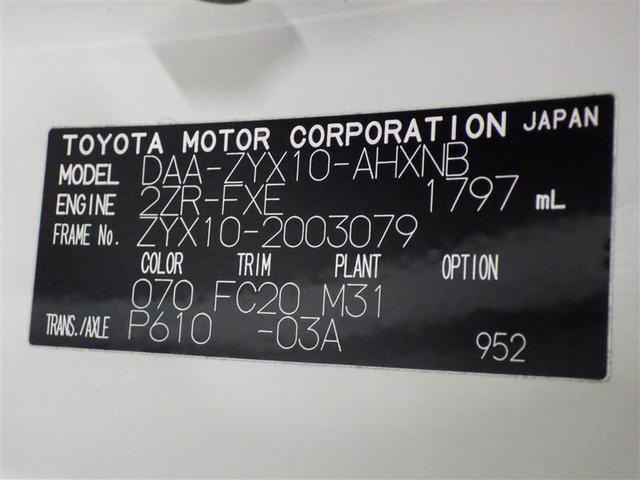 TOYOTA MOTOR CORPORATION JAPAN
MODEL DAA-ZYX10-AHXNB
ENGINE 2ZR-FXE 1797 mL
FRAME No. ZYX10-2003079
COLOR TRIM PLANT OPTION
070 FC20 M31
TRANS./AXLE P610 -03A
952